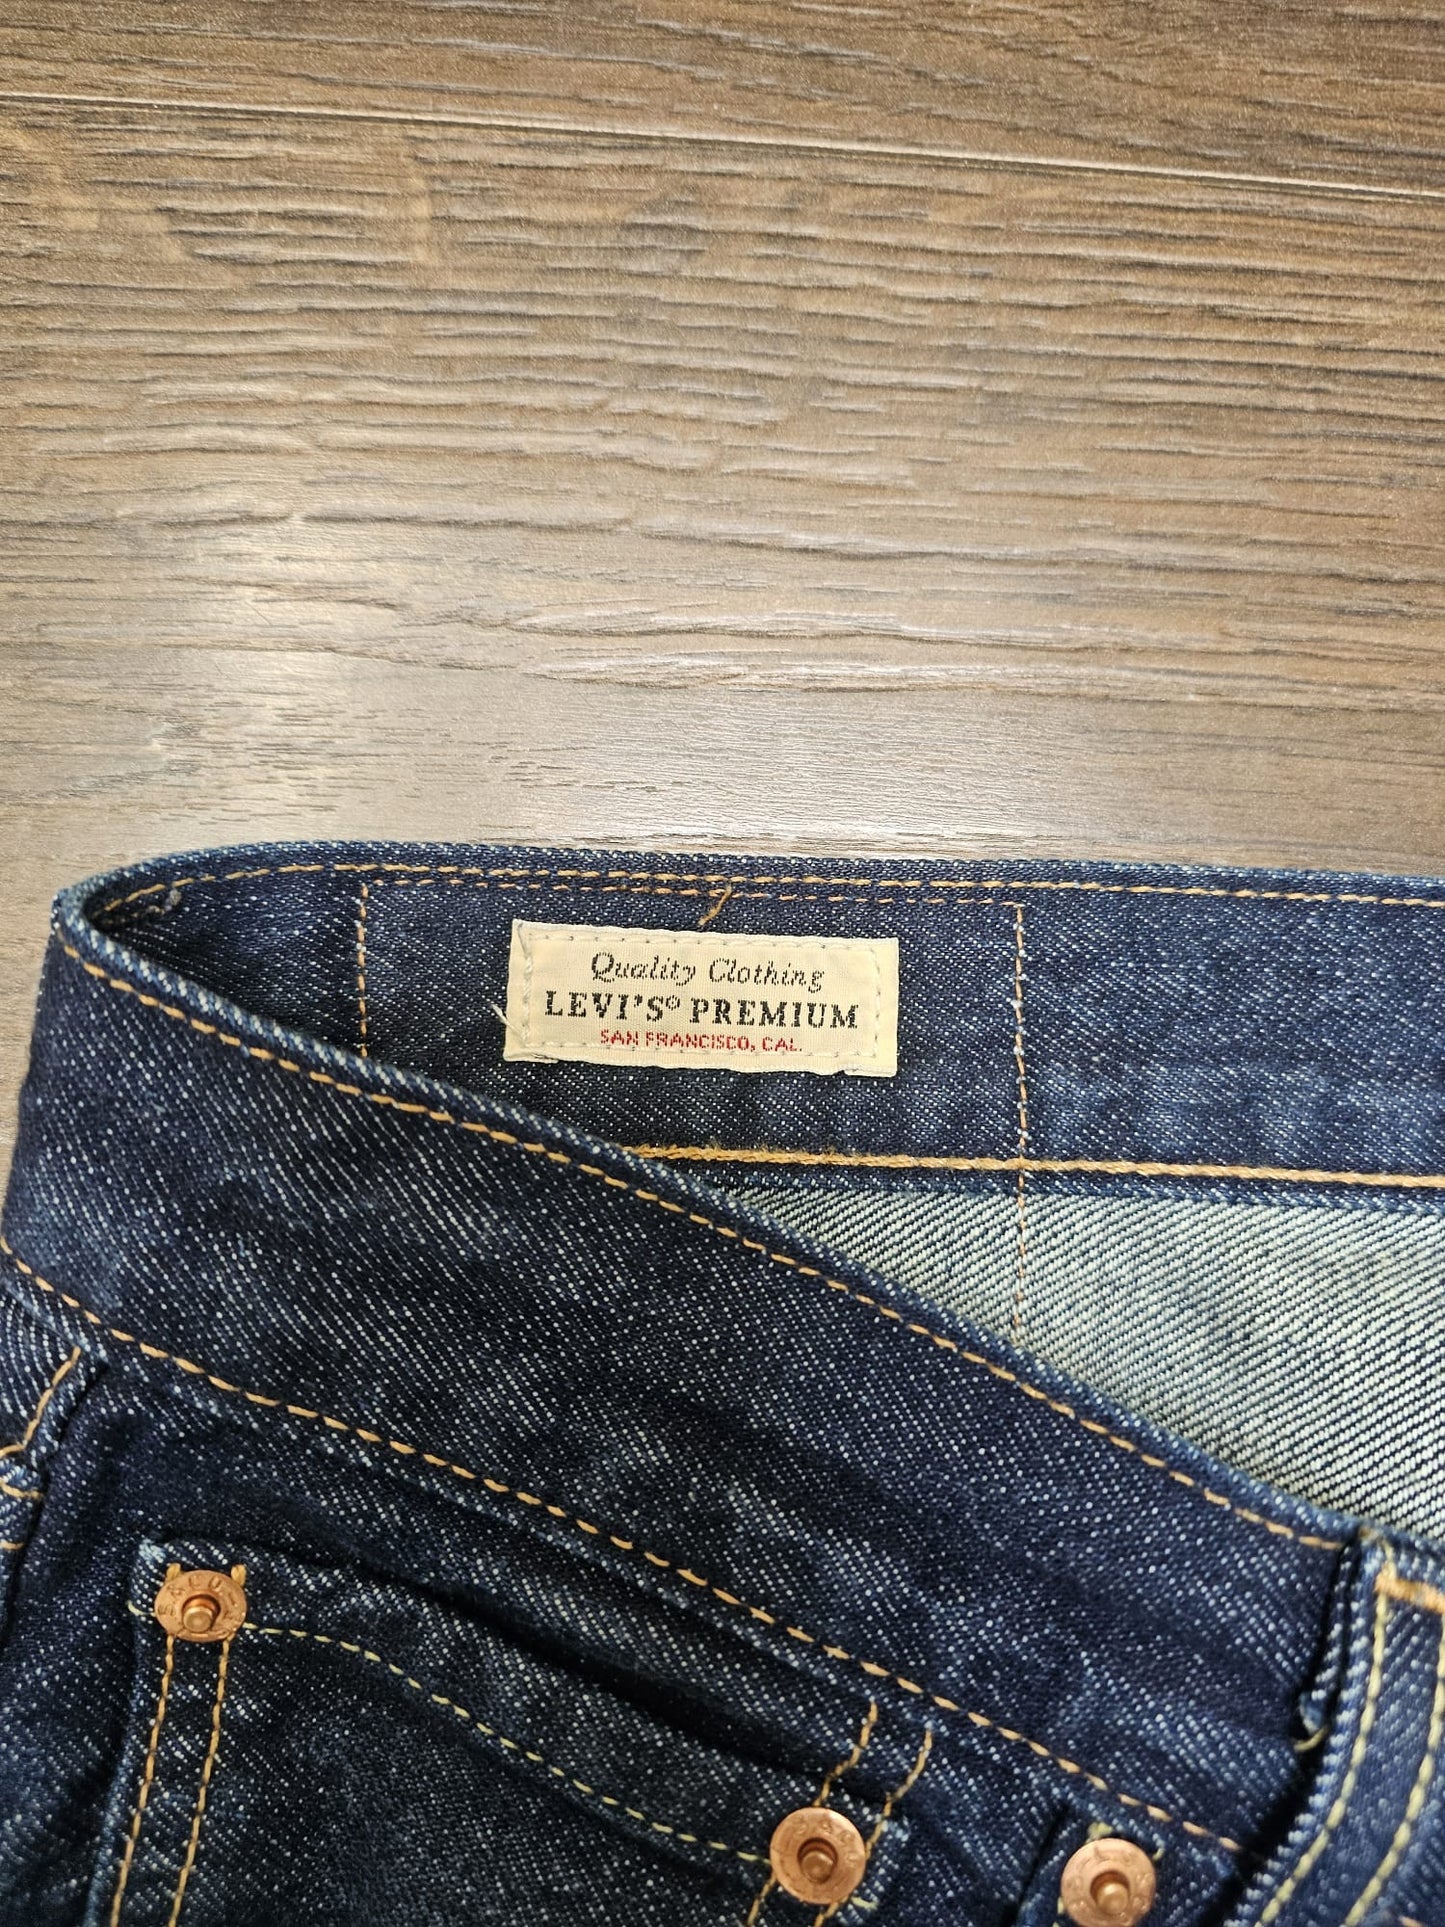 Quality Clothing
LEVI'S® PREMIUM
SAN FRANCISCO, CAL.